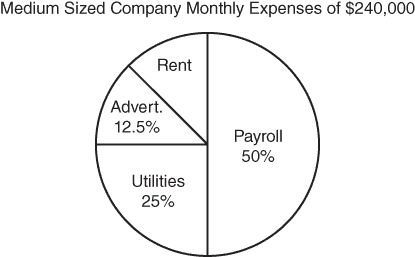 Medium Sized Company Monthly Expenses of $240,000
Rent
Advert.
12.5%
Payroll
50%
Utilities
25%